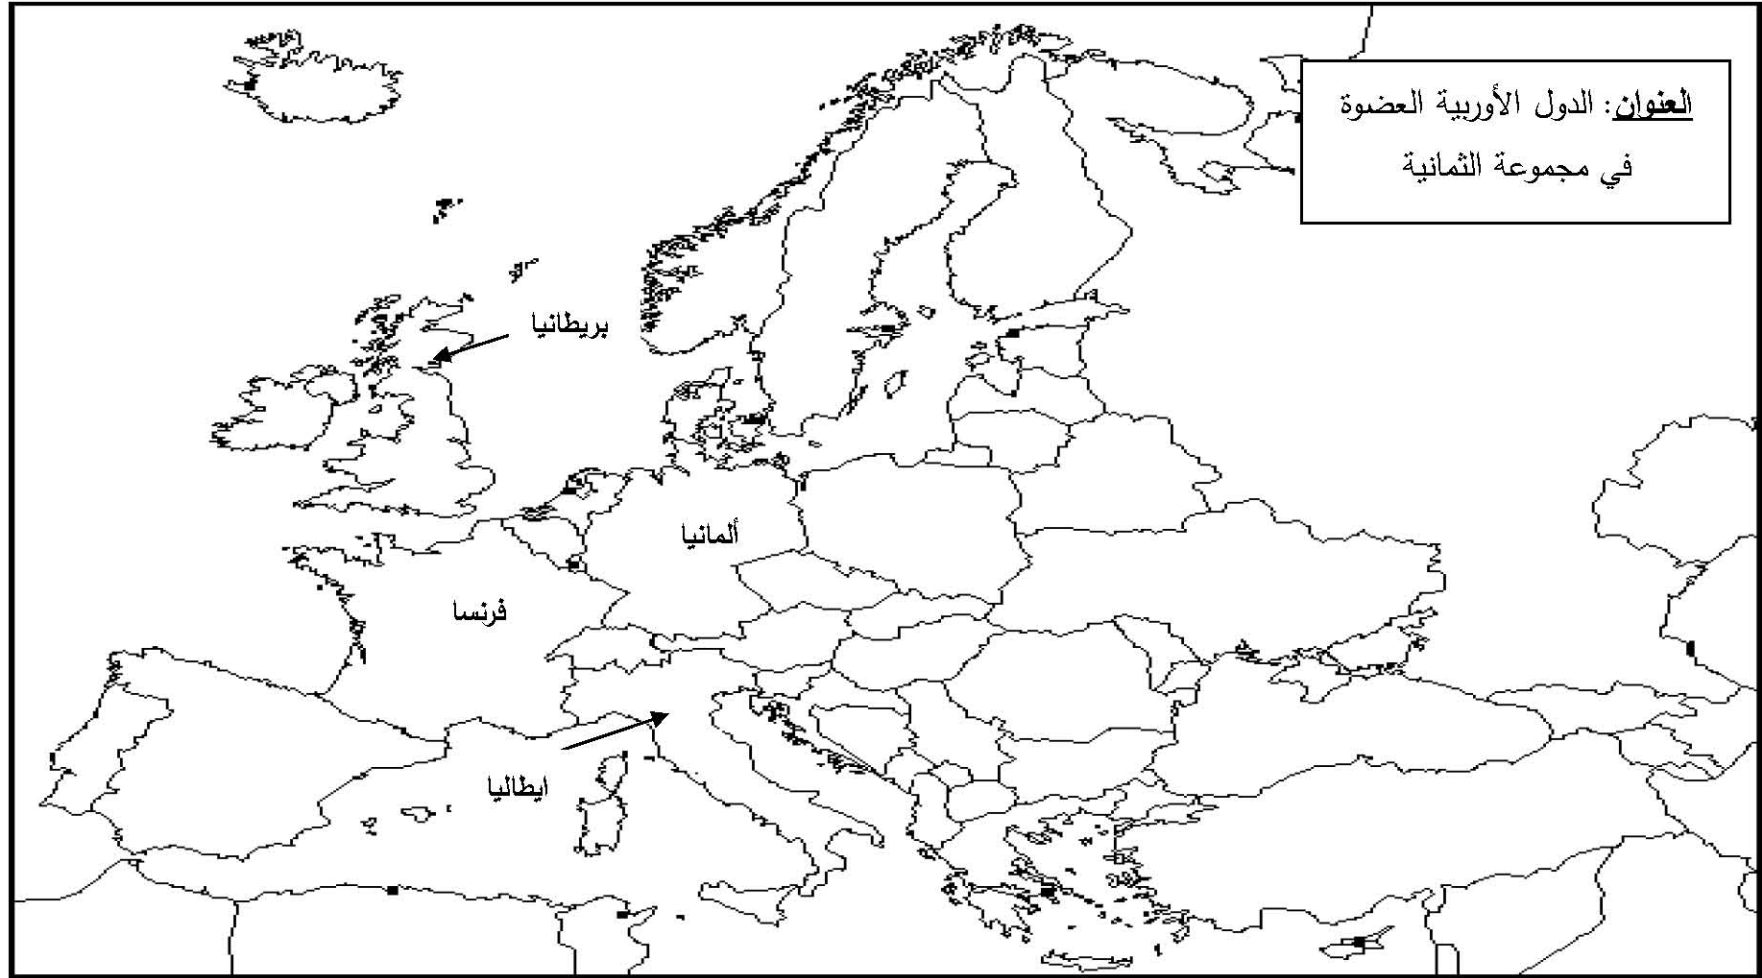 العنوان: الدول الأوربية العضوة
في مجموعة الثمانية
بريطانيا
ألمانيا
فرنسا
ايطاليا